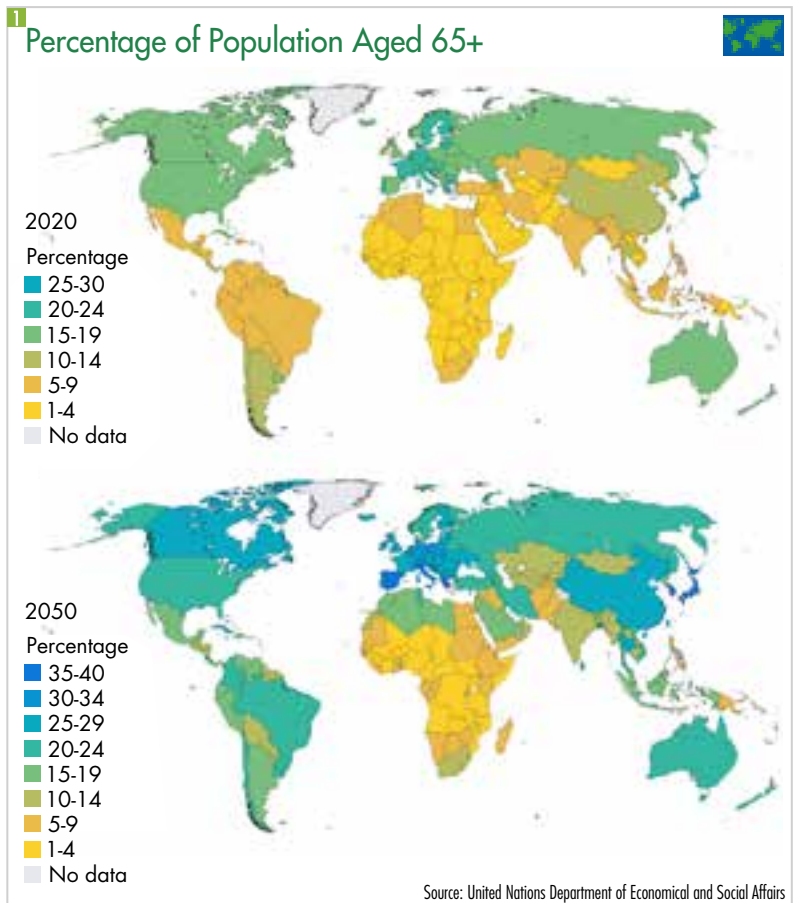 1
Percentage of Population Aged 65+
2020
Percentage
25-30
20-24
15-19
10-14
5-9
1-4
No data
2050
Percentage
35-40
30-34
25-29
20-24
15-19
10-14
5-9
1-4
No data
Source: United Nations Department of Economical and Social Affairs